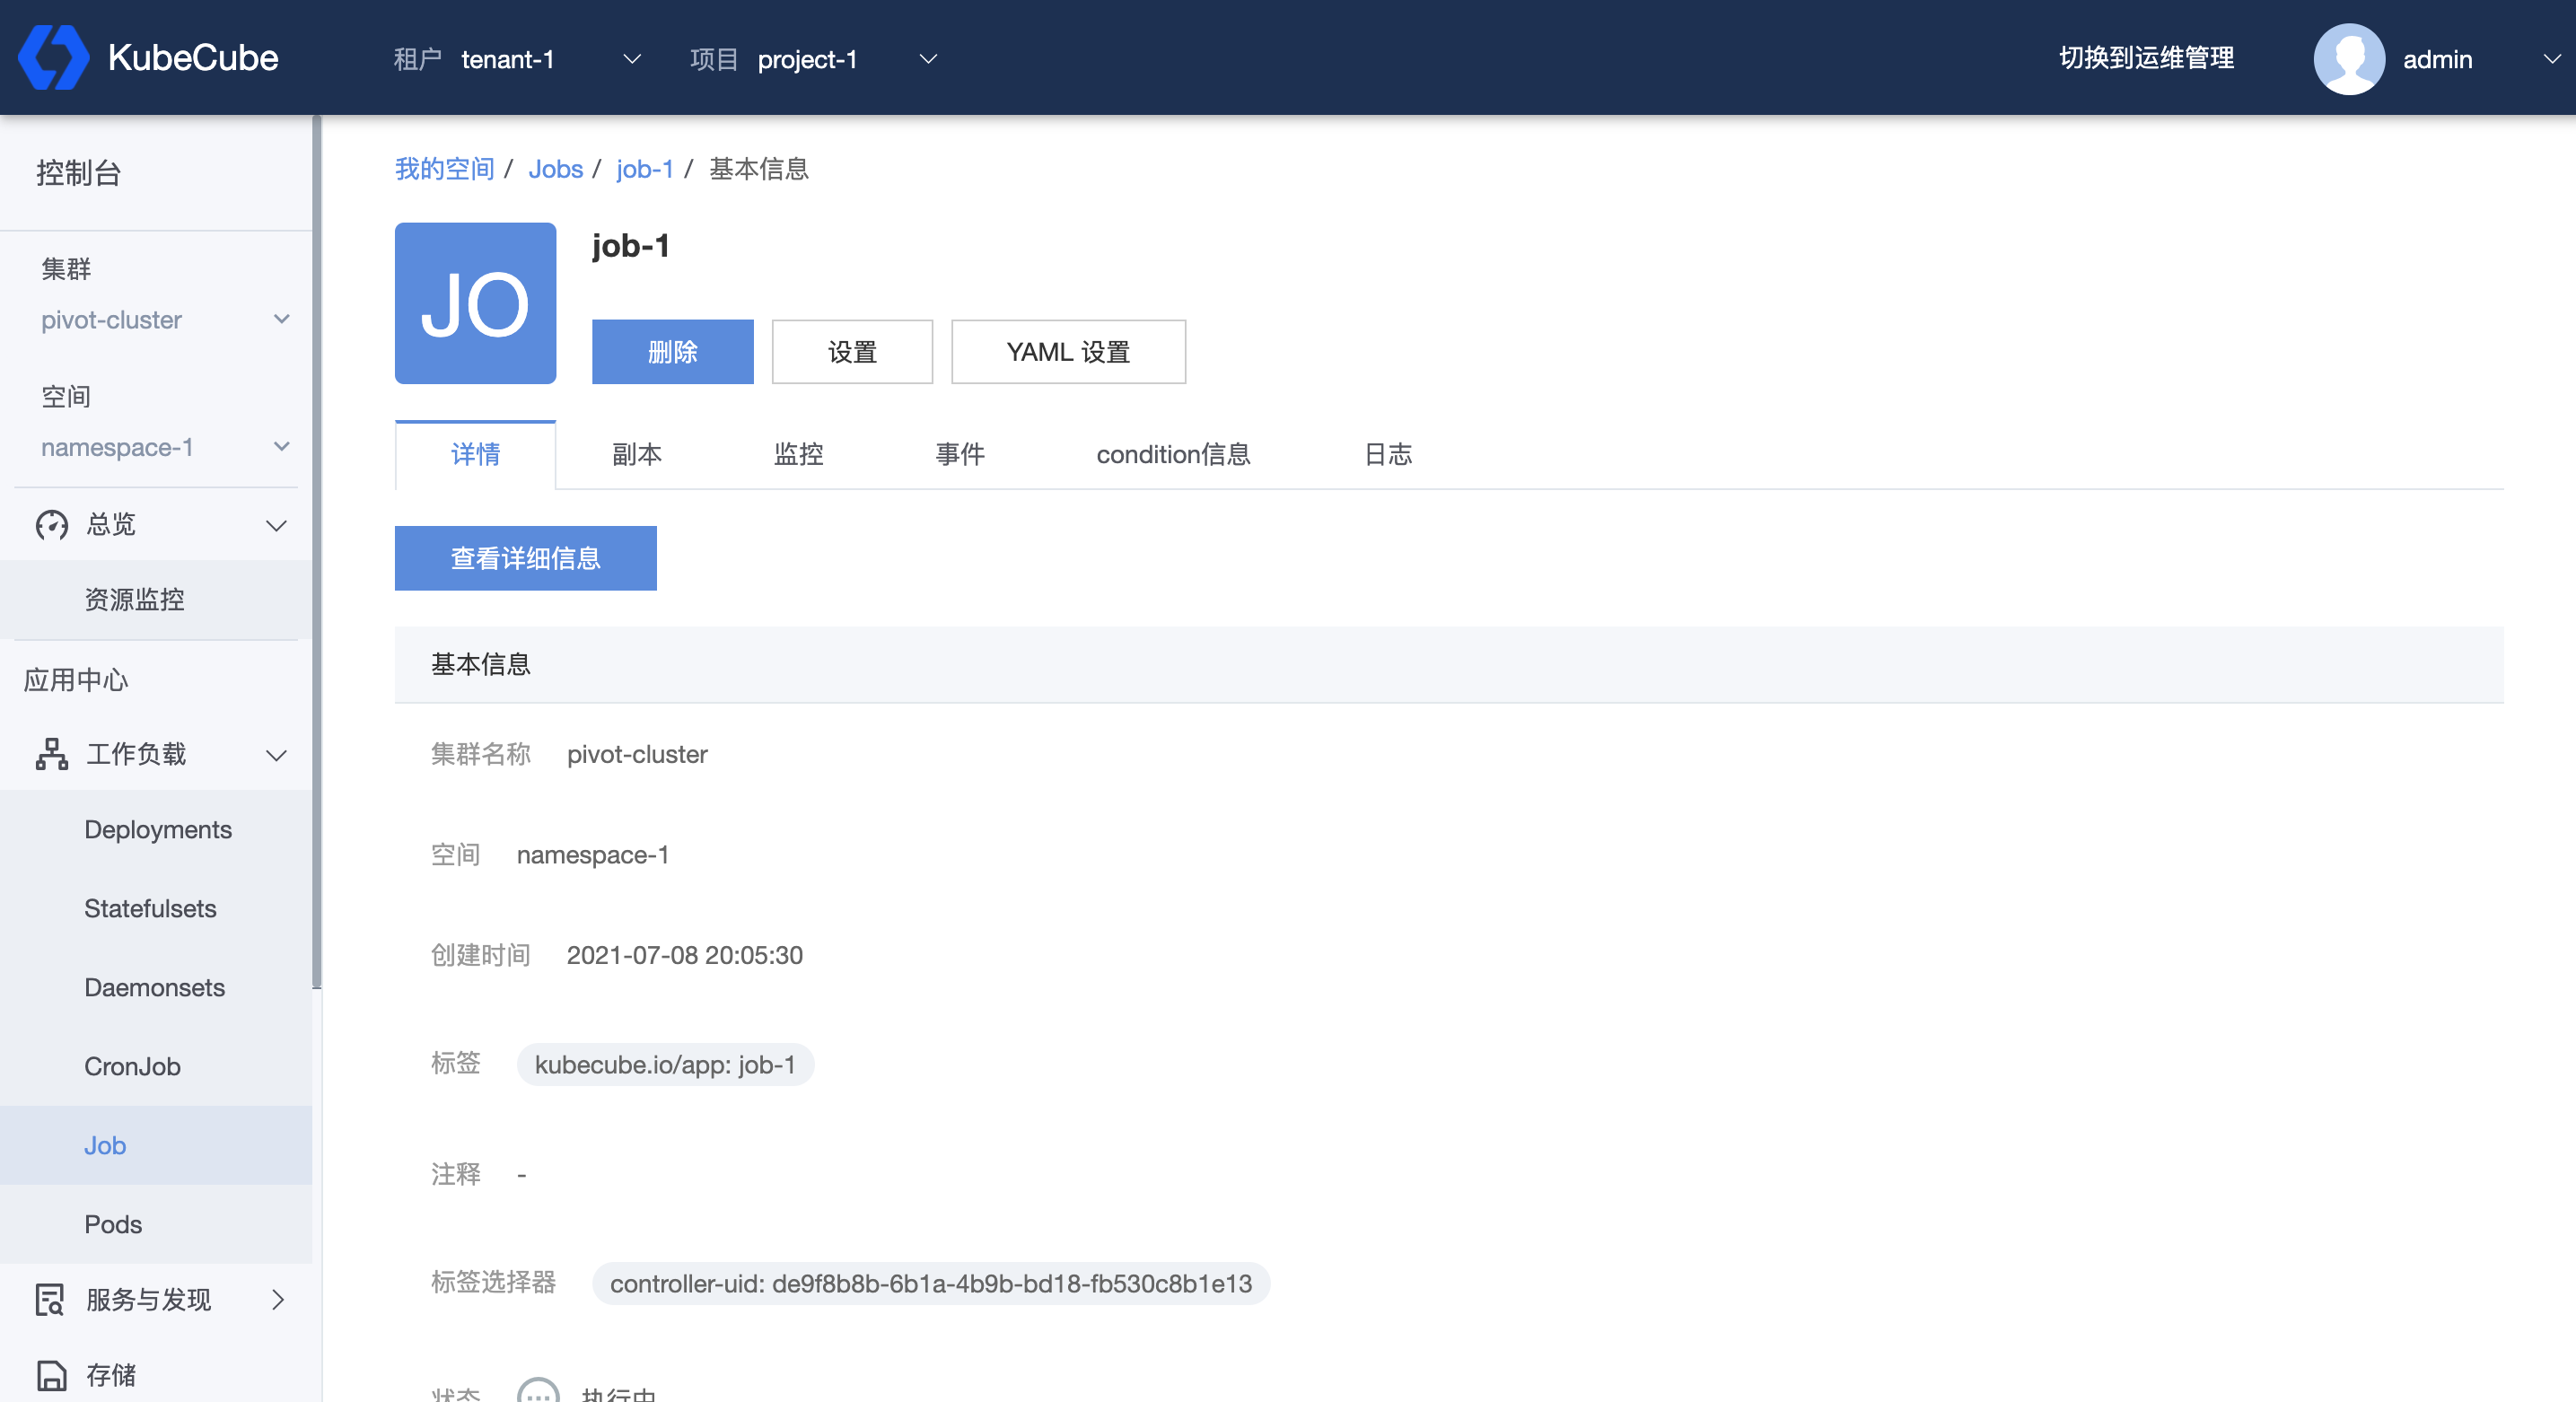 KubeCube 租户 tenant-1 项目 project-1 切换到运维管理 admin
控制台
集群
pivot-cluster
空间
namespace-1
总览
资源监控
应用中心
工作负载
Deployments
Statefulsets
Daemonsets
CronJob
Job
Pods
服务与发现
存储
我的空间 / Jobs / job-1 / 基本信息
JO
job-1
删除 设置 YAML 设置
详情 副本 监控 事件 condition信息 日志
查看详细信息
基本信息
集群名称 pivot-cluster
空间 namespace-1
创建时间 2021-07-08 20:05:30
标签 kubecube.io/app: job-1
注释 -
标签选择器 controller-uid: de9f8b8b-6b1a-4b9b-bd18-fb530c8b1e13
状态 执行中